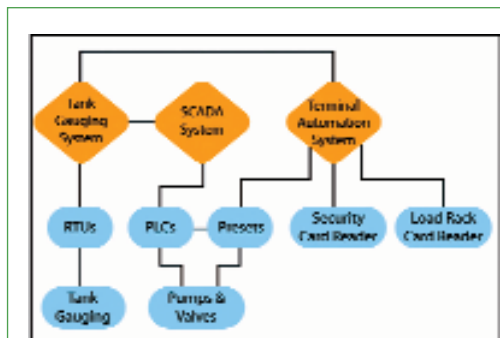 Tank
Gauging
System
SCADA
System
Terminal
Automation
System
RTUs
PLCs
Presets
Security
Card Reader
Load Rack
Card Reader
Tank
Gauging
Pumps &
Valves